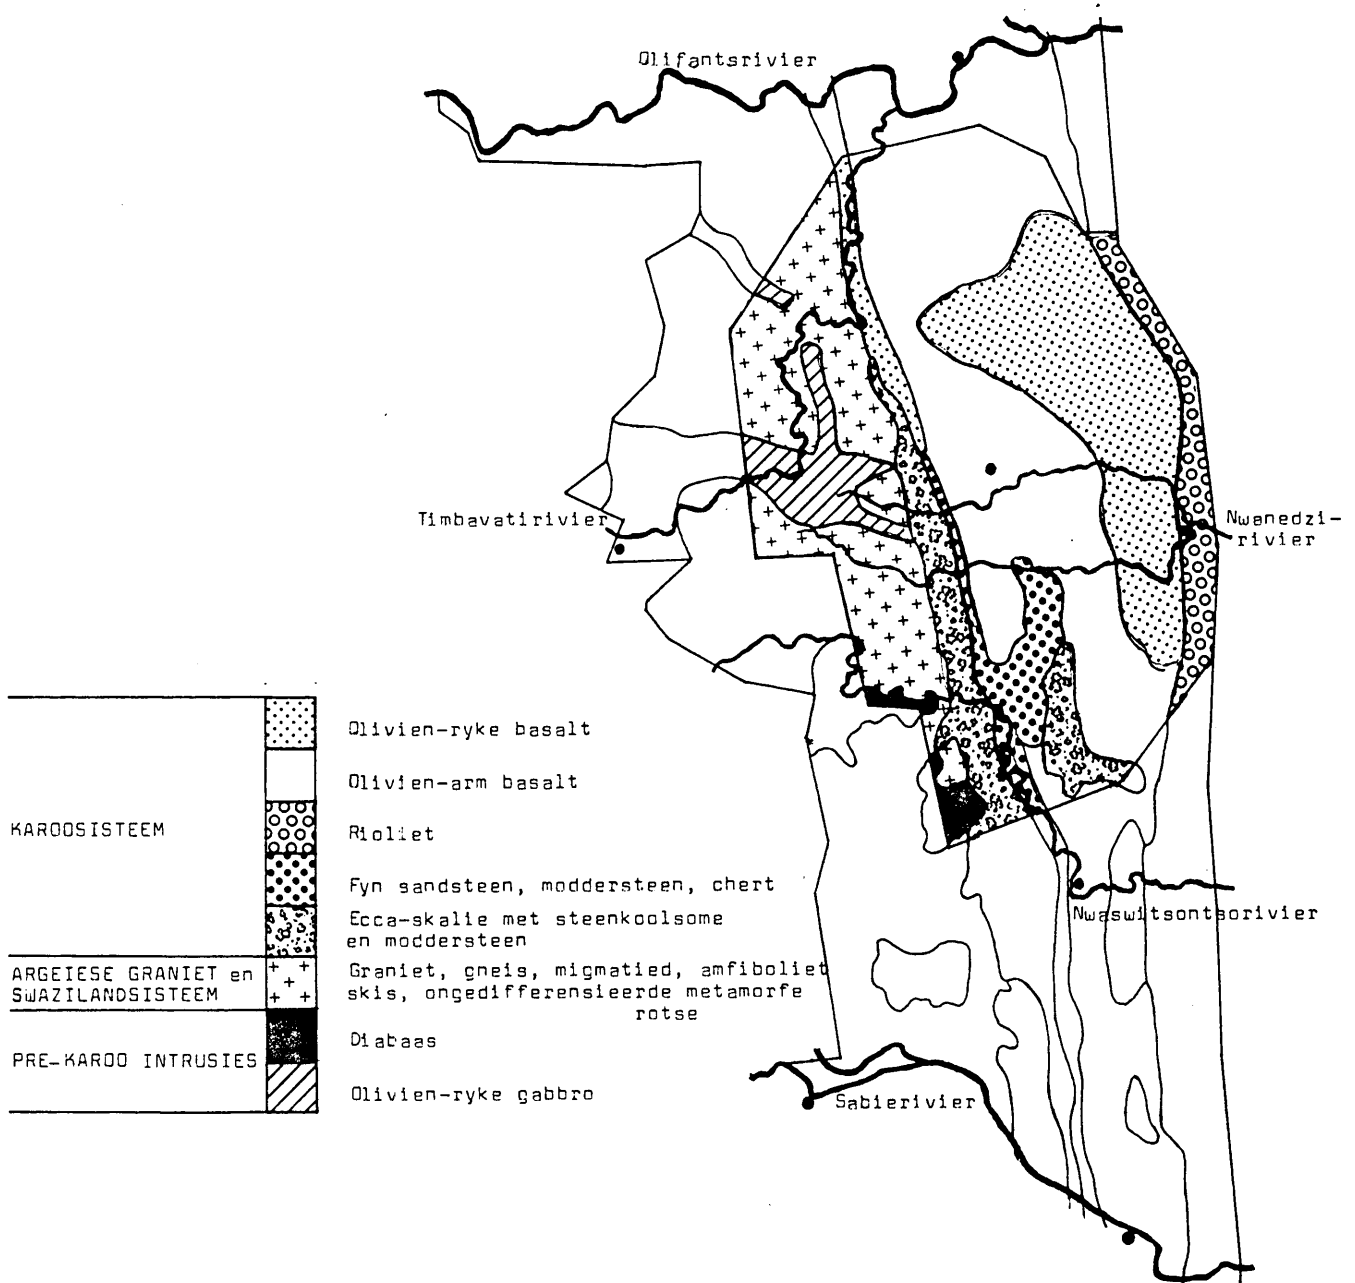 Olifantsrivier
Timbavatirivier
Nwanedzi-
rivier
Olivien-ryke basalt
Olivien-arm basalt
KAROOSISTEEM
Rioliet
Fyn sandsteen, moddersteen, chert
Ecca-skalie met steenkoolsome
en moddersteen
Nwaswitsontsorivier
ARGEIESE GRANIET en
SWAZILANDSISTEEM
Graniet, gneis, migmatied, amfiboliet
skis, ongedifferensieerde metamorfe
rotse
Diabaas
PRE-KAROO INTRUSIES
Olivien-ryke gabbro
Sabierivier